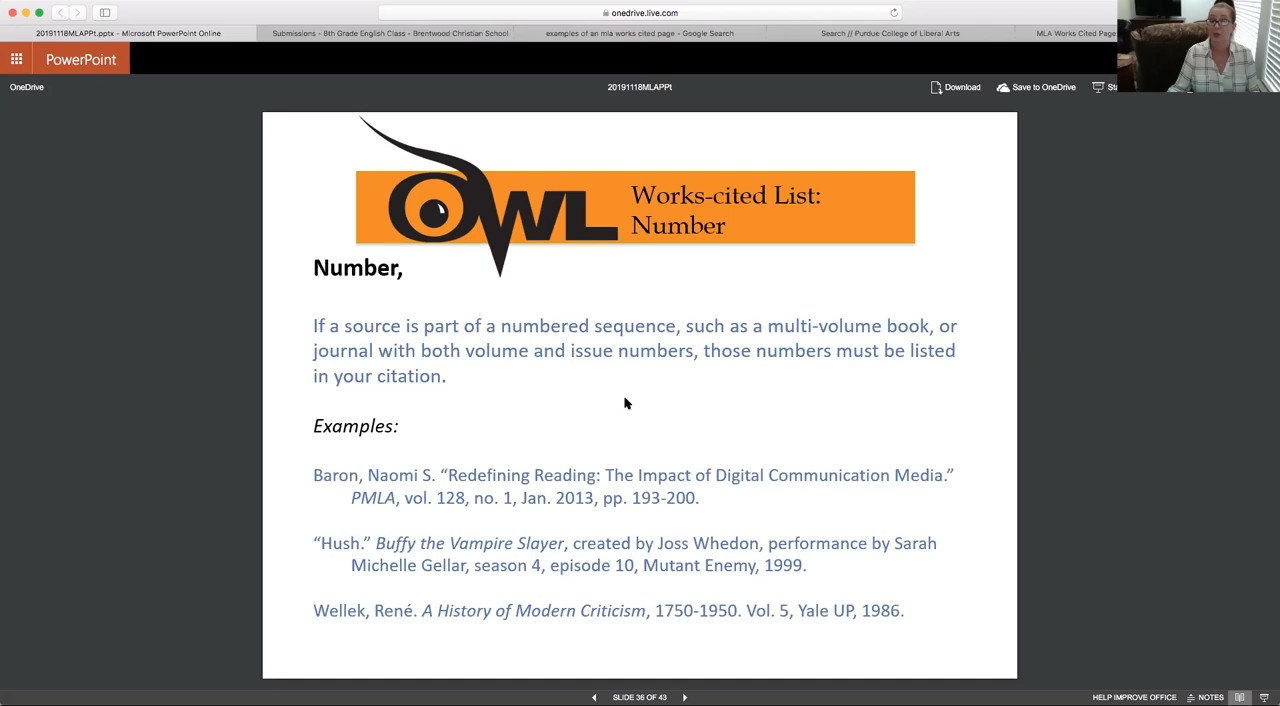 onedrive.live.com
20191118MLAPPt.pptx - Microsoft PowerPoint Online
Submissions - 8th Grade English Class - Brentwood Christian School
examples of an mla works cited page - Google Search
Search // Purdue College of Liberal Arts
MLA Works Cited Page
PowerPoint
OneDrive
20191118MLAPPt
Download
Save to OneDrive
OWL
Works-cited List:
Number
Number,
If a source is part of a numbered sequence, such as a multi-volume book, or
journal with both volume and issue numbers, those numbers must be listed
in your citation.
Examples:
Baron, Naomi S. “Redefining Reading: The Impact of Digital Communication Media.”
PMLA, vol. 128, no. 1, Jan. 2013, pp. 193-200.
“Hush.” Buffy the Vampire Slayer, created by Joss Whedon, performance by Sarah
Michelle Gellar, season 4, episode 10, Mutant Enemy, 1999.
Wellek, René. A History of Modern Criticism, 1750-1950. Vol. 5, Yale UP, 1986.
SLIDE 36 OF 43
HELP IMPROVE OFFICE
NOTES